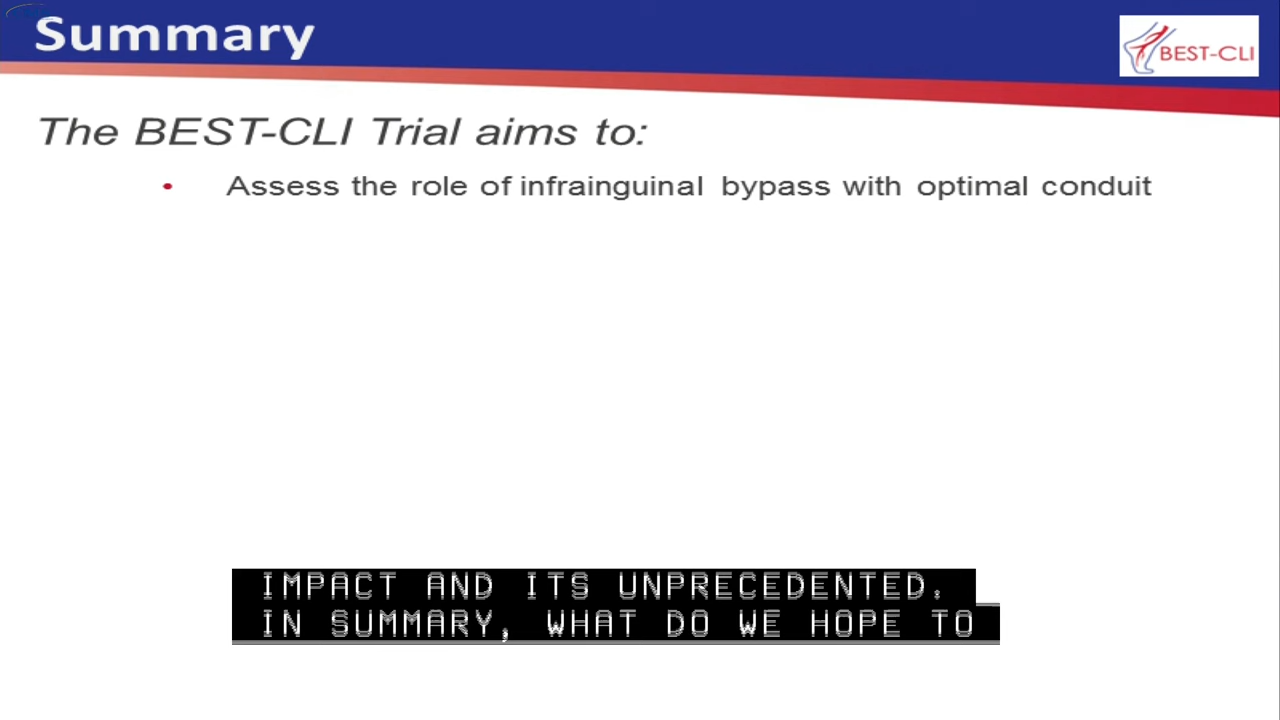 Summary
BEST-CLI
The BEST-CLI Trial aims to:
• Assess the role of infrainguinal bypass with optimal conduit
IMPACT AND ITS UNPRECEDENTED.
IN SUMMARY, WHAT DO WE HOPE TO